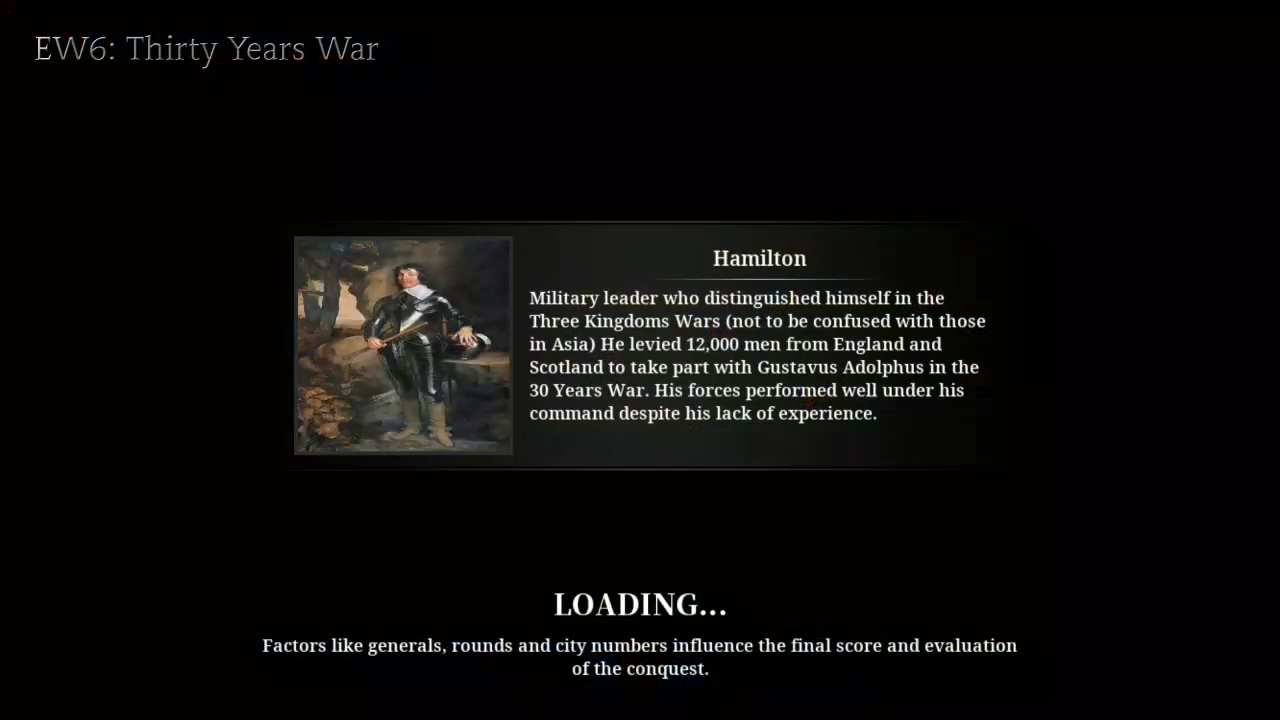 EW6: Thirty Years War
Hamilton
Military leader who distinguished himself in the
Three Kingdoms Wars (not to be confused with those
in Asia) He levied 12,000 men from England and
Scotland to take part with Gustavus Adolphus in the
30 Years War. His forces performed well under his
command despite his lack of experience.
LOADING...
Factors like generals, rounds and city numbers influence the final score and evaluation
of the conquest.